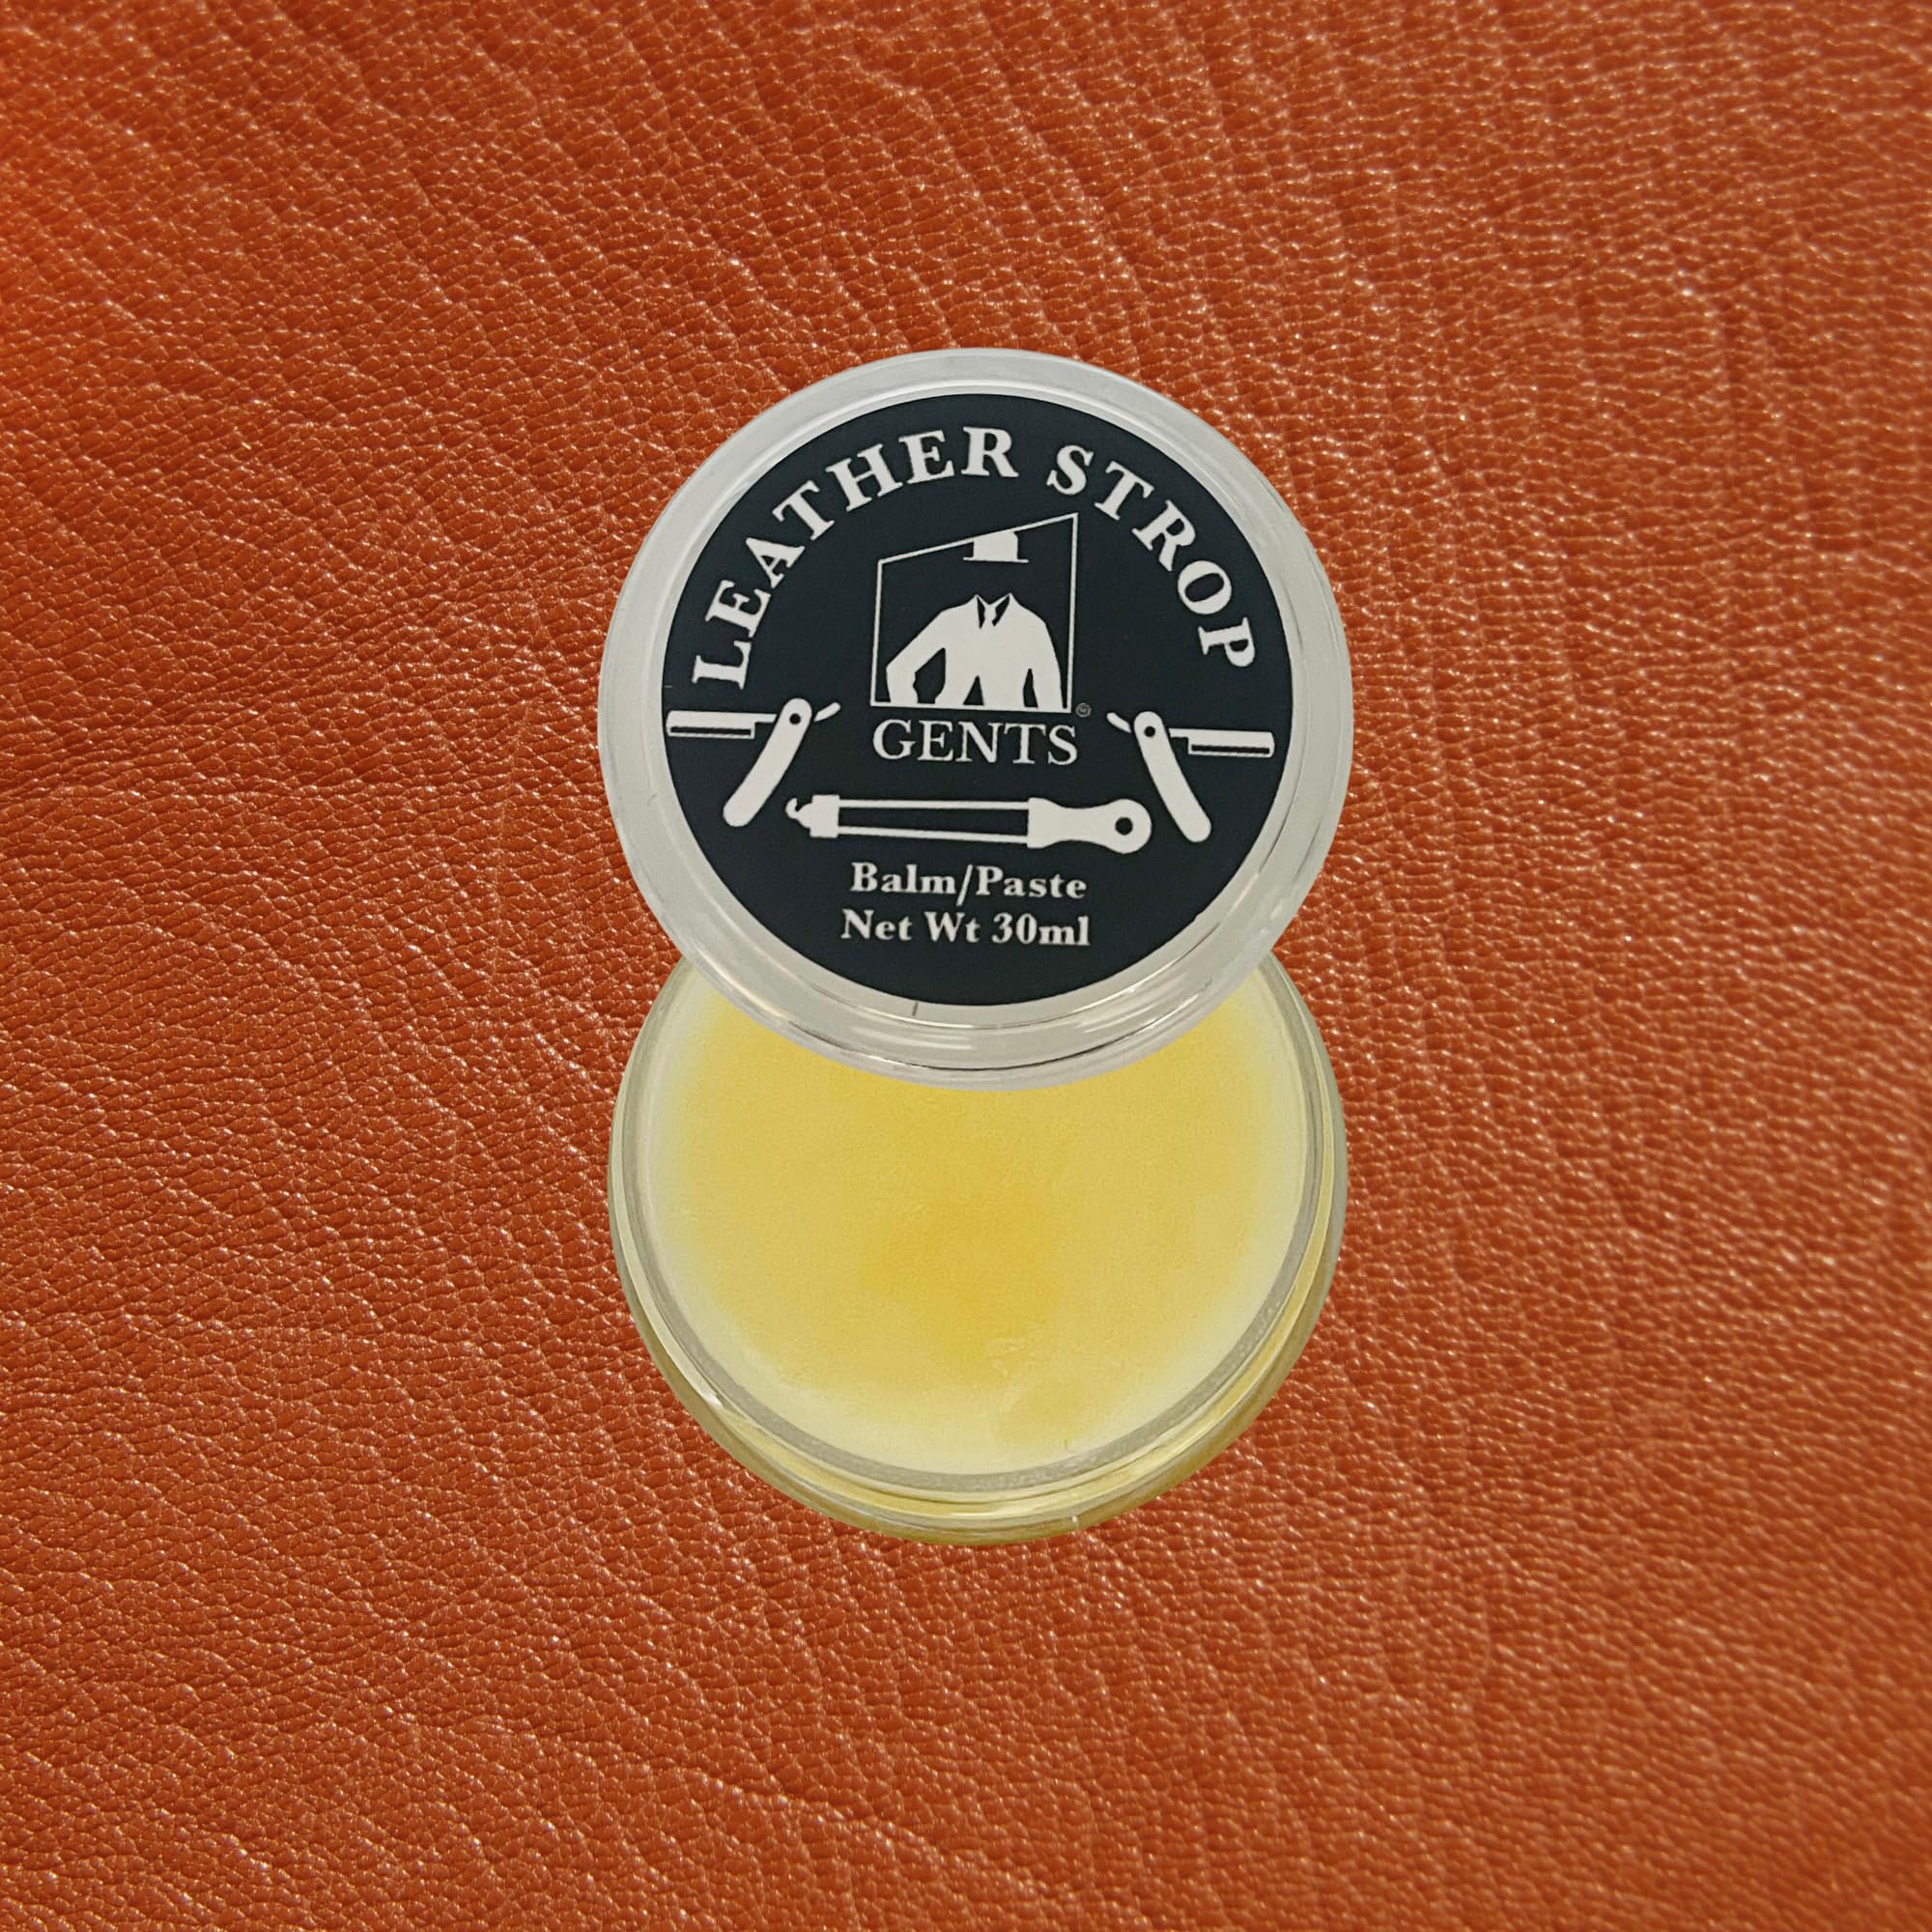 LEATHER STROP
GENTS
Balm/Paste
Net Wt 30ml